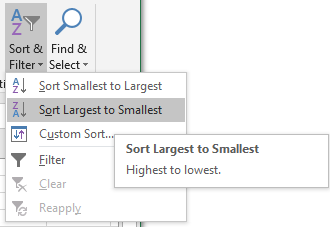 A
Z
Sort & Find &
Filter Select
Sort Smallest to Largest
Sort Largest to Smallest
Custom Sort...
Sort Largest to Smallest
Filter
Highest to lowest.
Clear
Reapply